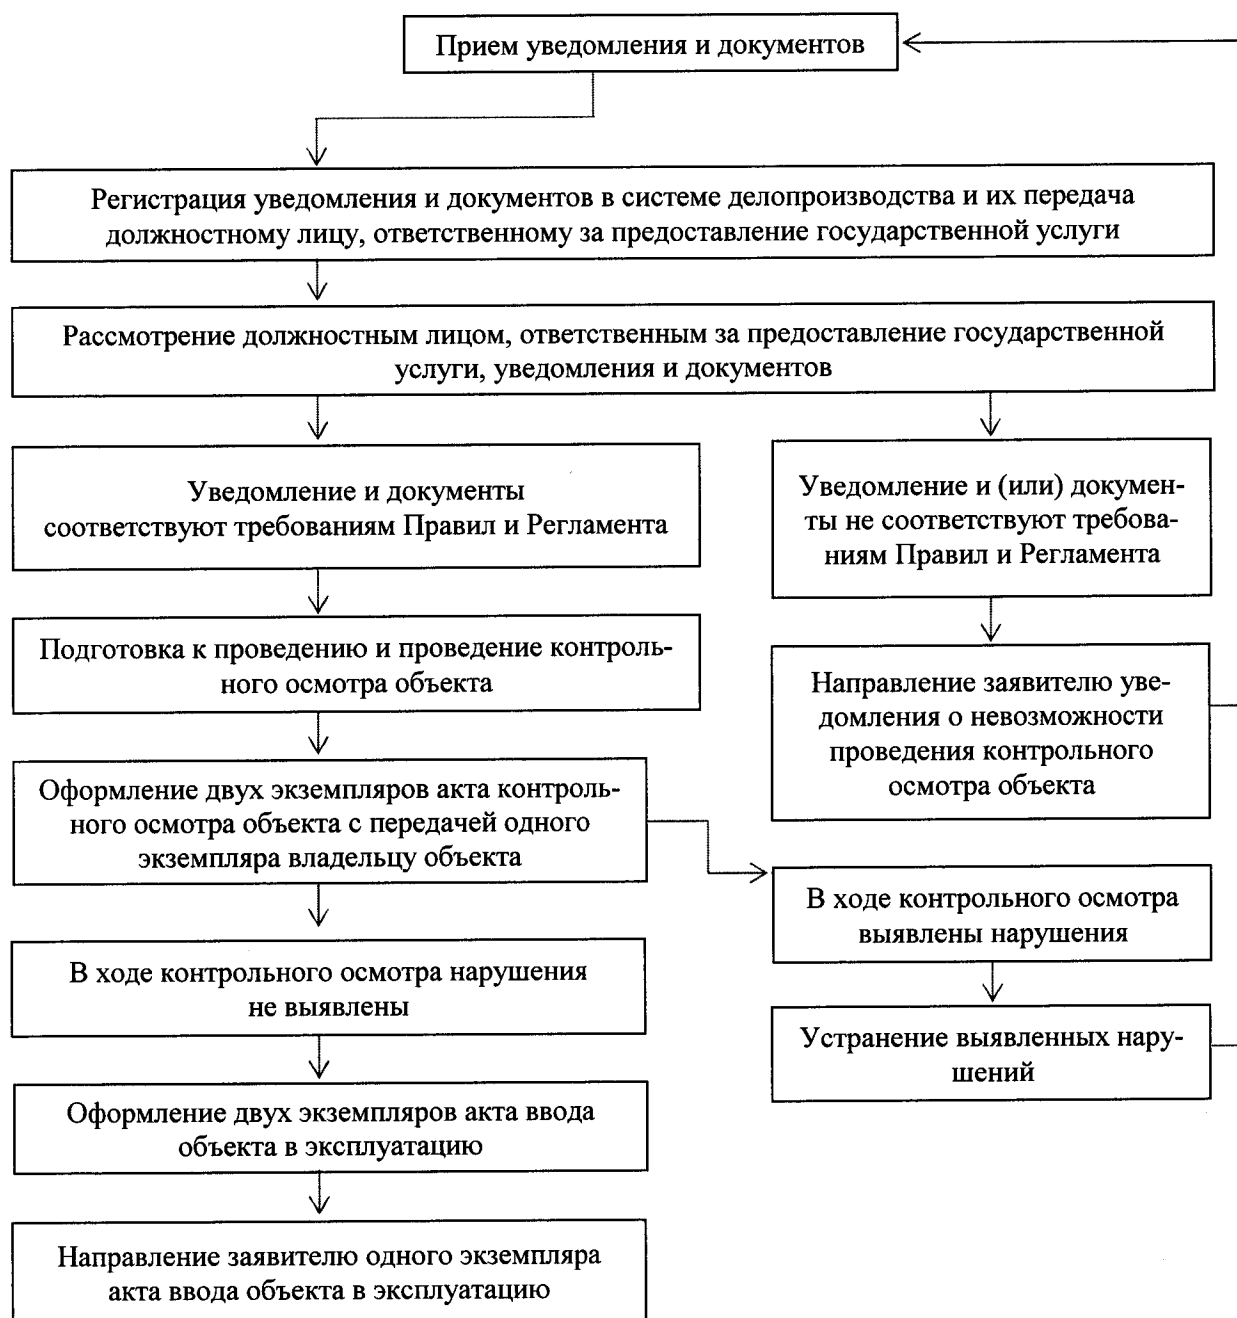 Прием уведомления и документов
Регистрация уведомления и документов в системе делопроизводства и их передача
должностному лицу, ответственному за предоставление государственной услуги
Рассмотрение должностным лицом, ответственным за предоставление государственной
услуги, уведомления и документов
Уведомление и документы
соответствуют требованиям Правил и Регламента
Уведомление и (или) докумен-
ты не соответствуют требова-
ниям Правил и Регламента
Подготовка к проведению и проведение контроль-
ного осмотра объекта
Направление заявителю уве-
домления о невозможности
проведения контрольного
осмотра объекта
Оформление двух экземпляров акта контроль-
ного осмотра объекта с передачей одного
экземпляра владельцу объекта
В ходе контрольного осмотра
выявлены нарушения
В ходе контрольного осмотра нарушения
не выявлены
Устранение выявленных нару-
шений
Оформление двух экземпляров акта ввода
объекта в эксплуатацию
Направление заявителю одного экземпляра
акта ввода объекта в эксплуатацию